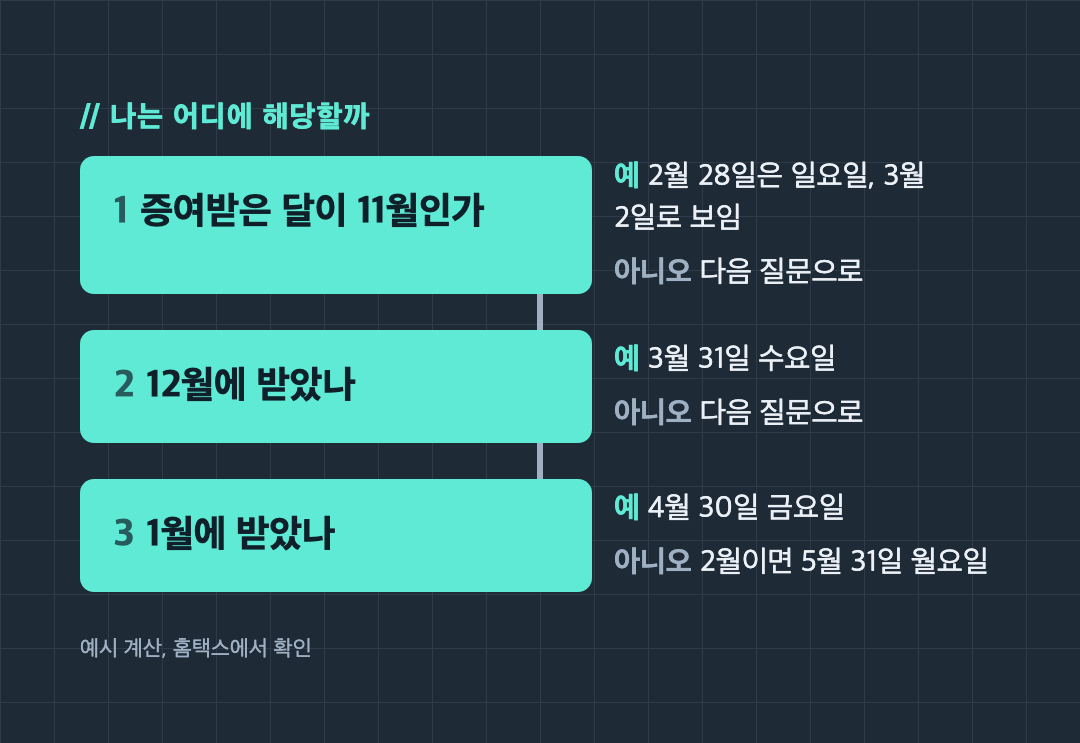 // 나는 어디에 해당할까
1 증여받은 달이 11월인가
예 2월 28일은 일요일, 3월
2일로 보임
아니오 다음 질문으로
2 12월에 받았나
예 3월 31일 수요일
아니오 다음 질문으로
3 1월에 받았나
예 4월 30일 금요일
아니오 2월이면 5월 31일 월요일
예시 계산, 홈택스에서 확인